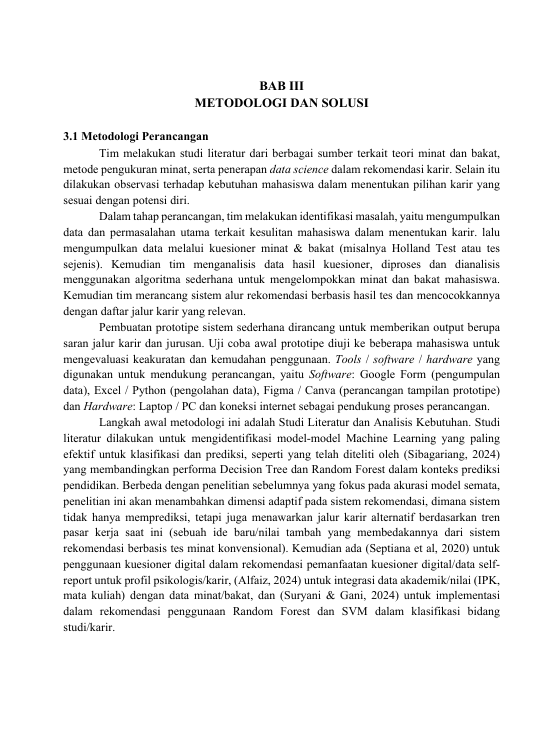 BAB III
METODOLOGI DAN SOLUSI
3.1 Metodologi Perancangan
Tim melakukan studi literatur dari berbagai sumber terkait teori minat dan bakat,
metode pengukuran minat, serta penerapan data science dalam rekomendasi karir. Selain itu
dilakukan observasi terhadap kebutuhan mahasiswa dalam menentukan pilihan karir yang
sesuai dengan potensi diri.
Dalam tahap perancangan, tim melakukan identifikasi masalah, yaitu mengumpulkan
data dan permasalahan utama terkait kesulitan mahasiswa dalam menentukan karir. lalu
mengumpulkan data melalui kuesioner minat & bakat (misalnya Holland Test atau tes
sejenis). Kemudian tim menganalisis data hasil kuesioner, diproses dan dianalisis
menggunakan algoritma sederhana untuk mengelompokkan minat dan bakat mahasiswa.
Kemudian tim merancang sistem alur rekomendasi berbasis hasil tes dan mencocokkannya
dengan daftar jalur karir yang relevan.
Pembuatan prototipe sistem sederhana dirancang untuk memberikan output berupa
saran jalur karir dan jurusan. Uji coba awal prototipe diuji ke beberapa mahasiswa untuk
mengevaluasi keakuratan dan kemudahan penggunaan. Tools / software / hardware yang
digunakan untuk mendukung perancangan, yaitu Software: Google Form (pengumpulan
data), Excel / Python (pengolahan data), Figma / Canva (perancangan tampilan prototipe)
dan Hardware: Laptop / PC dan koneksi internet sebagai pendukung proses perancangan.
Langkah awal metodologi ini adalah Studi Literatur dan Analisis Kebutuhan. Studi
literatur dilakukan untuk mengidentifikasi model-model Machine Learning yang paling
efektif untuk klasifikasi dan prediksi, seperti yang telah diteliti oleh (Sibagariang, 2024)
yang membandingkan performa Decision Tree dan Random Forest dalam konteks prediksi
pendidikan. Berbeda dengan penelitian sebelumnya yang fokus pada akurasi model semata,
penelitian ini akan menambahkan dimensi adaptif pada sistem rekomendasi, dimana sistem
tidak hanya memprediksi, tetapi juga menawarkan jalur karir alternatif berdasarkan tren
pasar kerja saat ini (sebuah ide baru/nilai tambah yang membedakannya dari sistem
rekomendasi berbasis tes minat konvensional). Kemudian ada (Septiana et al, 2020) untuk
penggunaan kuesioner digital dalam rekomendasi pemanfaatan kuesioner digital/data self-
report untuk profil psikologis/karir, (Alfaiz, 2024) untuk integrasi data akademik/nilai (IPK,
mata kuliah) dengan data minat/bakat, dan (Suryani & Gani, 2024) untuk implementasi
dalam rekomendasi penggunaan Random Forest dan SVM dalam klasifikasi bidang
studi/karir.